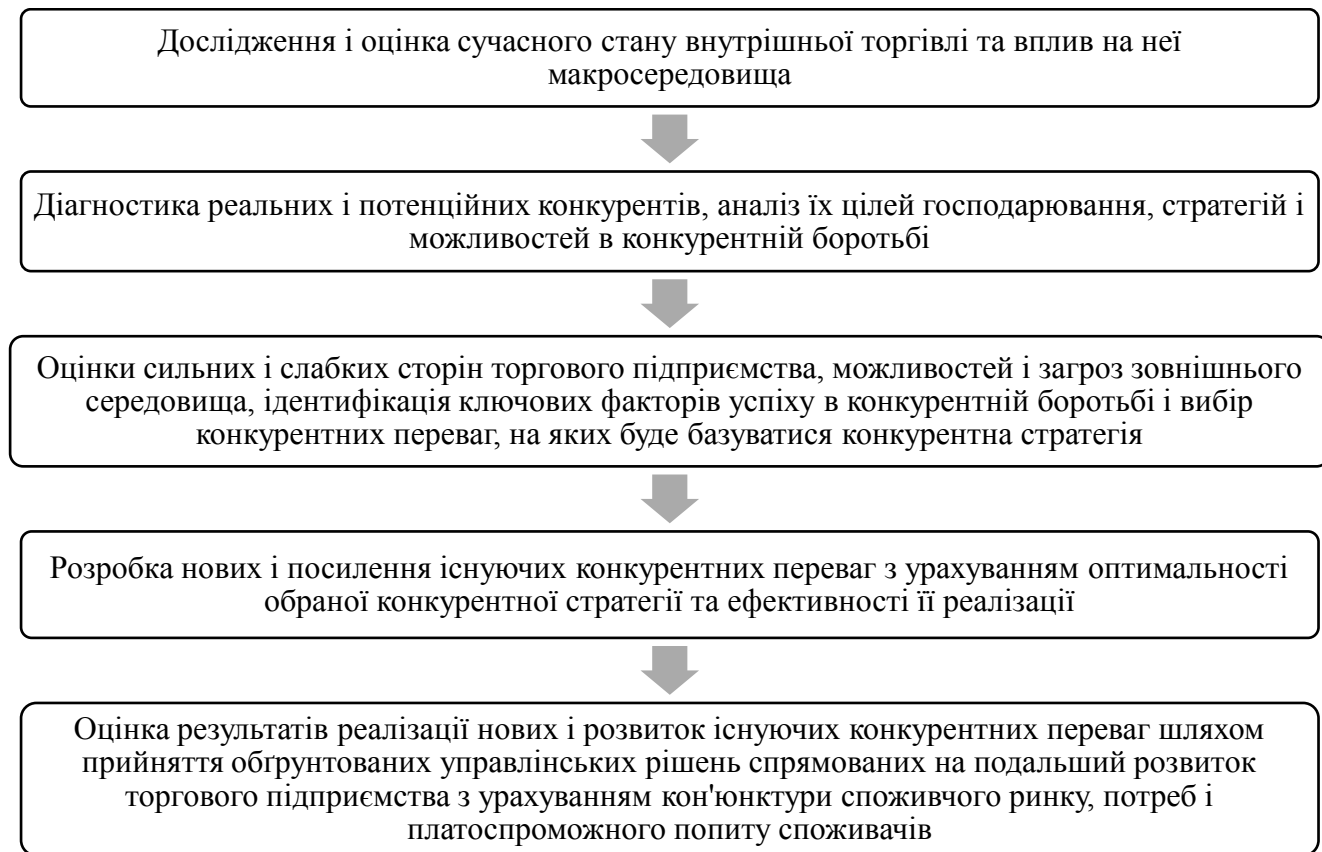 Дослідження і оцінка сучасного стану внутрішньої торгівлі та вплив на неї
макросередовища
Діагностика реальних і потенційних конкурентів, аналіз їх цілей господарювання, стратегій і
можливостей в конкурентній боротьбі
Оцінки сильних і слабких сторін торгового підприємства, можливостей і загроз зовнішнього
середовища, ідентифікація ключових факторів успіху в конкурентній боротьбі і вибір
конкурентних переваг, на яких буде базуватися конкурентна стратегія
Розробка нових і посилення існуючих конкурентних переваг з урахуванням оптимальності
обраної конкурентної стратегії та ефективності її реалізації
Оцінка результатів реалізації нових і розвиток існуючих конкурентних переваг шляхом
прийняття обґрунтованих управлінських рішень спрямованих на подальший розвиток
торгового підприємства з урахуванням кон'юнктури споживчого ринку, потреб і
платоспроможного попиту споживачів